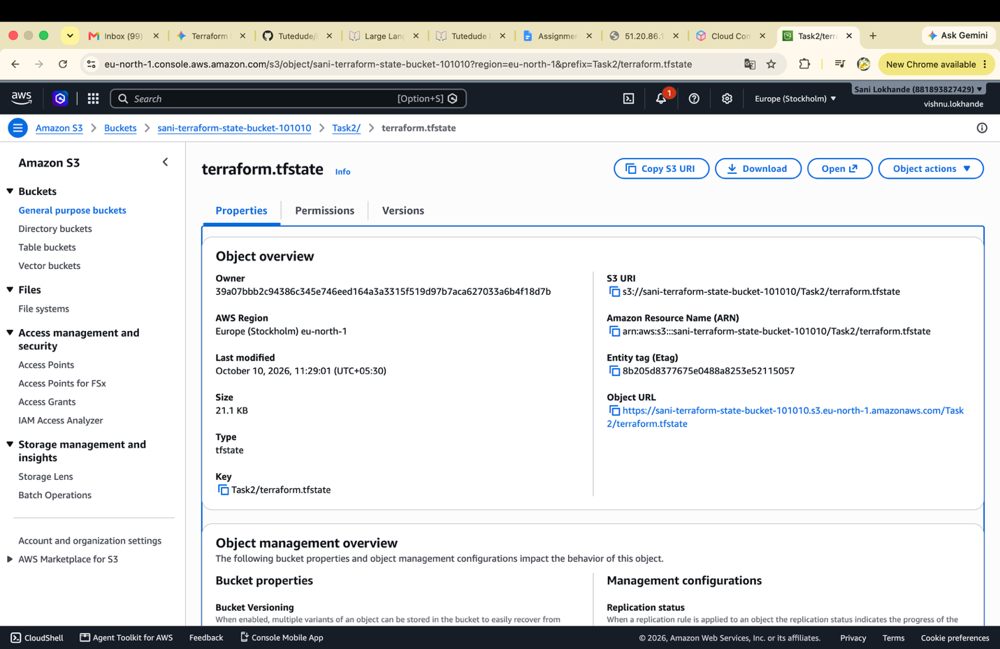 Inbox (99)
Terraform
Tutedude/
Large Lan
Tutedude L
Assignmer
51.20.86.1
Cloud Con
Task2/terra
Ask Gemini
eu-north-1.console.aws.amazon.com/s3/object/sani-terraform-state-bucket-101010?region=eu-north-1&prefix=Task2/terraform.tfstate
New Chrome available
aws
Search
[Option+S]
1
Europe (Stockholm)
Sani Lokhande (881893827429)
vishnu.lokhande
Amazon S3
Buckets
sani-terraform-state-bucket-101010
Task2/
terraform.tfstate
Amazon S3
Buckets
General purpose buckets
Directory buckets
Table buckets
Vector buckets
Files
File systems
Access management and
security
Access Points
Access Points for FSx
Access Grants
IAM Access Analyzer
Storage management and
insights
Storage Lens
Batch Operations
Account and organization settings
AWS Marketplace for S3
terraform.tfstate
Info
Copy S3 URI
Download
Open
Object actions
Properties
Permissions
Versions
Object overview
Owner
39a07bbb2c94386c345e746eed164a3a3315f519d97b7aca627033a6b4f18d7b
AWS Region
Europe (Stockholm) eu-north-1
Last modified
October 10, 2026, 11:29:01 (UTC+05:30)
Size
21.1 KB
Type
tfstate
Key
Task2/terraform.tfstate
S3 URI
s3://sani-terraform-state-bucket-101010/Task2/terraform.tfstate
Amazon Resource Name (ARN)
arn:aws:s3:::sani-terraform-state-bucket-101010/Task2/terraform.tfstate
Entity tag (Etag)
8b205d8377675e0488a8253e52115057
Object URL
https://sani-terraform-state-bucket-101010.s3.eu-north-1.amazonaws.com/Task
2/terraform.tfstate
Object management overview
The following bucket properties and object management configurations impact the behavior of this object.
Bucket properties
Bucket Versioning
When enabled, multiple variants of an object can be stored in the bucket to easily recover from
Management configurations
Replication status
When a replication rule is applied to an object the replication status indicates the progress of the
CloudShell
Agent Toolkit for AWS
Feedback
Console Mobile App
© 2026, Amazon Web Services, Inc. or its affiliates.
Privacy
Terms
Cookie preferences